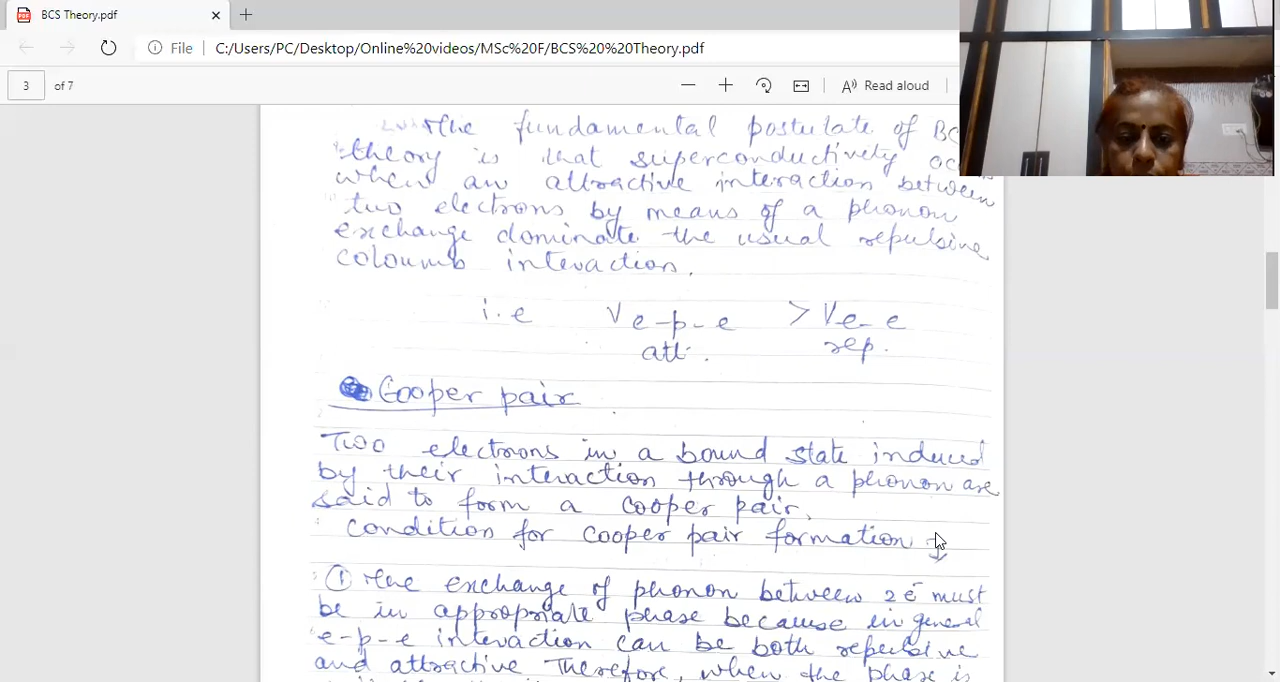 BCS Theory.pdf
File C:/Users/PC/Desktop/Online%20videos/MSc%20F/BCS%20%20Theory.pdf
3 of 7
Read aloud
The fundamental postulate of BC
theory is that superconductivety oc
when an attractive interaction between
two electrons by means of a phonon
exchange dominate the usual repulsive
coloumb interaction.
i.e V e-p-e > Ve-e
att. rep.
Cooper pair
Two electrons in a bound state induced
by their interaction through a phonon are
said to form a cooper pair.
condition for cooper pair formation
① The exchange of phonon between 2 e⁻ must
be in appropriate phase because in general
e-p-e interaction can be both repulsive
and attractive Therefore, when the phase is